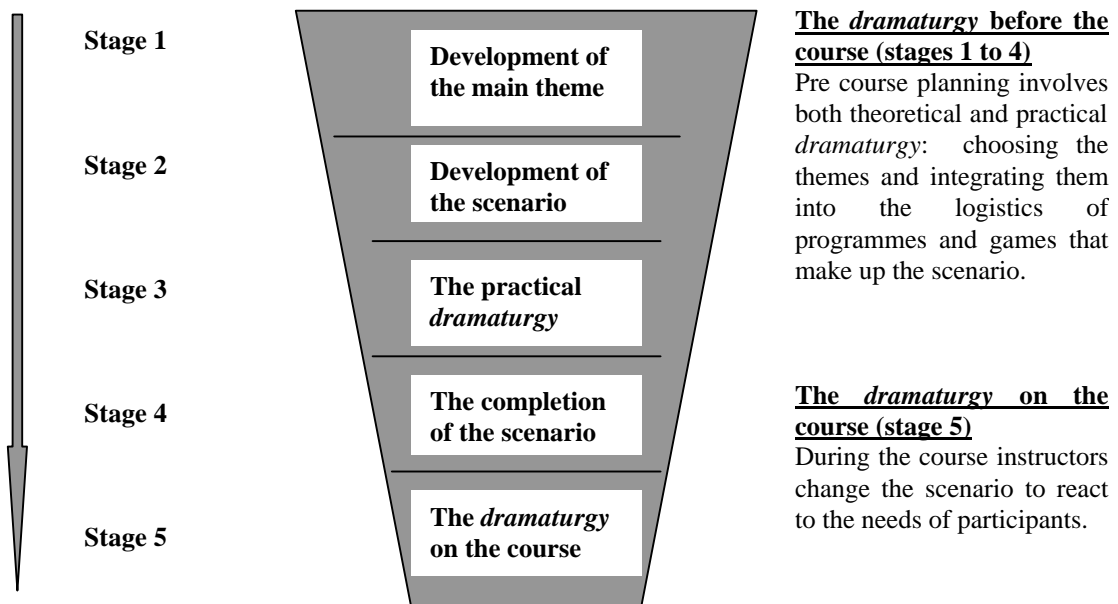 Stage 1
Development of
the main theme
Stage 2
Development of
the scenario
Stage 3
The practical
dramaturgy
Stage 4
The completion
of the scenario
Stage 5
The dramaturgy
on the course
The dramaturgy before the
course (stages 1 to 4)
Pre course planning involves
both theoretical and practical
dramaturgy: choosing the
themes and integrating them
into the logistics of
programmes and games that
make up the scenario.
The dramaturgy on the
course (stage 5)
During the course instructors
change the scenario to react
to the needs of participants.